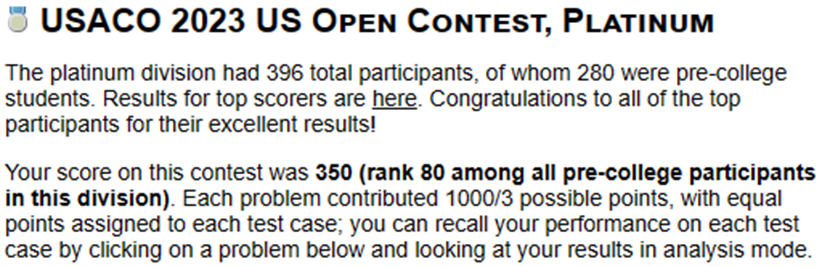 USACO 2023 US Open Contest, Platinum
The platinum division had 396 total participants, of whom 280 were pre-college
students. Results for top scorers are here. Congratulations to all of the top
participants for their excellent results!
Your score on this contest was 350 (rank 80 among all pre-college participants
in this division). Each problem contributed 1000/3 possible points, with equal
points assigned to each test case; you can recall your performance on each test
case by clicking on a problem below and looking at your results in analysis mode.